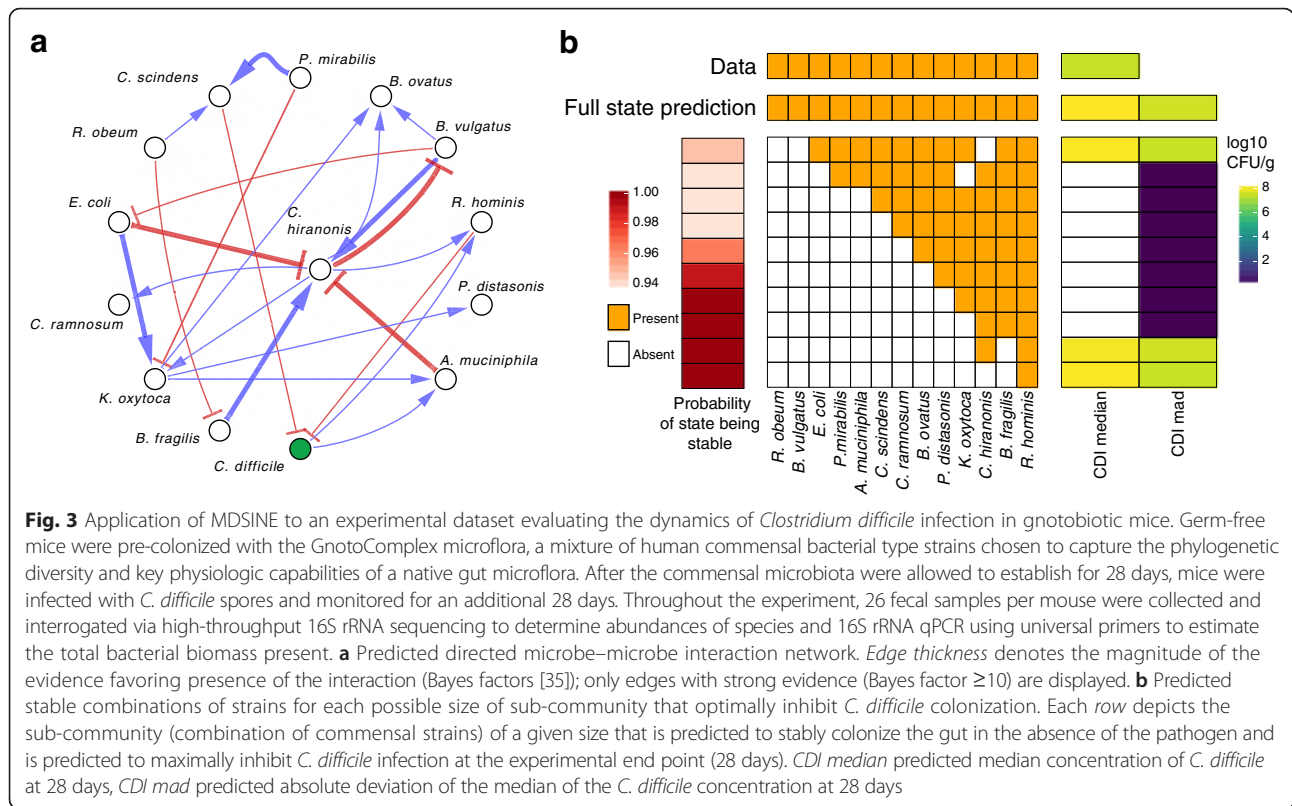 a
P. mirabilis
C. scindens
B. ovatus
R. obeum
B. vulgatus
E. coli
C.
hiranonis
R. hominis
C. ramnosum
P. distasonis
K. oxytoca
A. muciniphila
B. fragilis
C. difficile
b
Data
Full state prediction
1.00
0.98
0.96
0.94
Present
Absent
Probability
of state being
stable
R. obeum
B. vulgatus
E. coli
P.mirabilis
A. muciniphila
C. scindens
C. ramnosum
B. ovatus
P. distasonis
K. oxytoca
C. hiranonis
B. fragilis
R. hominis
CDI median
CDI mad
log10
CFU/g
8
6
4
2
Fig. 3 Application of MDSINE to an experimental dataset evaluating the dynamics of Clostridium difficile infection in gnotobiotic mice. Germ-free
mice were pre-colonized with the GnotoComplex microflora, a mixture of human commensal bacterial type strains chosen to capture the phylogenetic
diversity and key physiologic capabilities of a native gut microflora. After the commensal microbiota were allowed to establish for 28 days, mice were
infected with C. difficile spores and monitored for an additional 28 days. Throughout the experiment, 26 fecal samples per mouse were collected and
interrogated via high-throughput 16S rRNA sequencing to determine abundances of species and 16S rRNA qPCR using universal primers to estimate
the total bacterial biomass present. a Predicted directed microbe–microbe interaction network. Edge thickness denotes the magnitude of the
evidence favoring presence of the interaction (Bayes factors [35]); only edges with strong evidence (Bayes factor ≥10) are displayed. b Predicted
stable combinations of strains for each possible size of sub-community that optimally inhibit C. difficile colonization. Each row depicts the
sub-community (combination of commensal strains) of a given size that is predicted to stably colonize the gut in the absence of the pathogen and
is predicted to maximally inhibit C. difficile infection at the experimental end point (28 days). CDI median predicted median concentration of C. difficile
at 28 days, CDI mad predicted absolute deviation of the median of the C. difficile concentration at 28 days